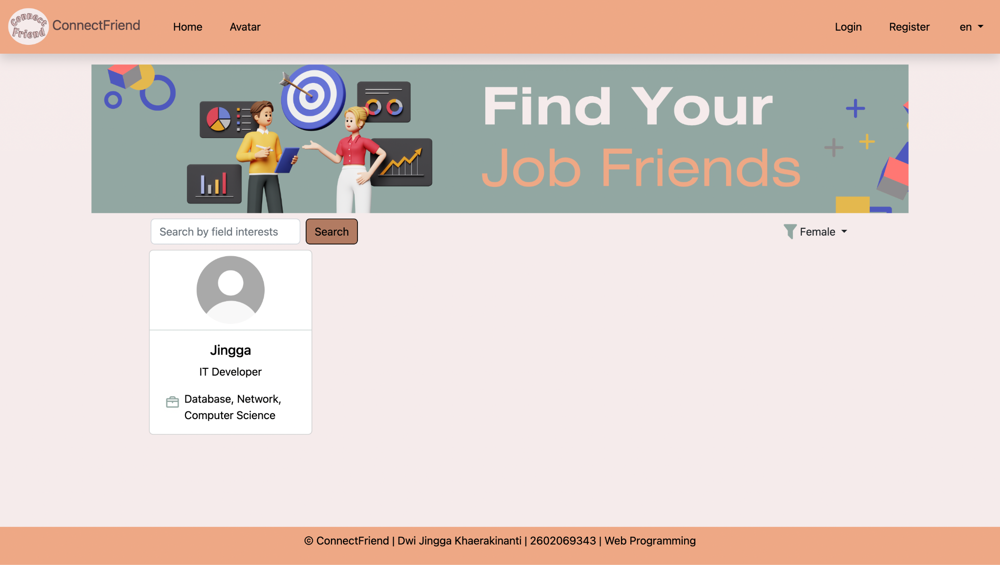 Connect
Friend
ConnectFriend
Home
Avatar
Login
Register
en
Find Your
Job Friends
Search by field interests
Search
Female
Jingga
IT Developer
Database, Network,
Computer Science
© ConnectFriend | Dwi Jingga Khaerakinanti | 2602069343 | Web Programming